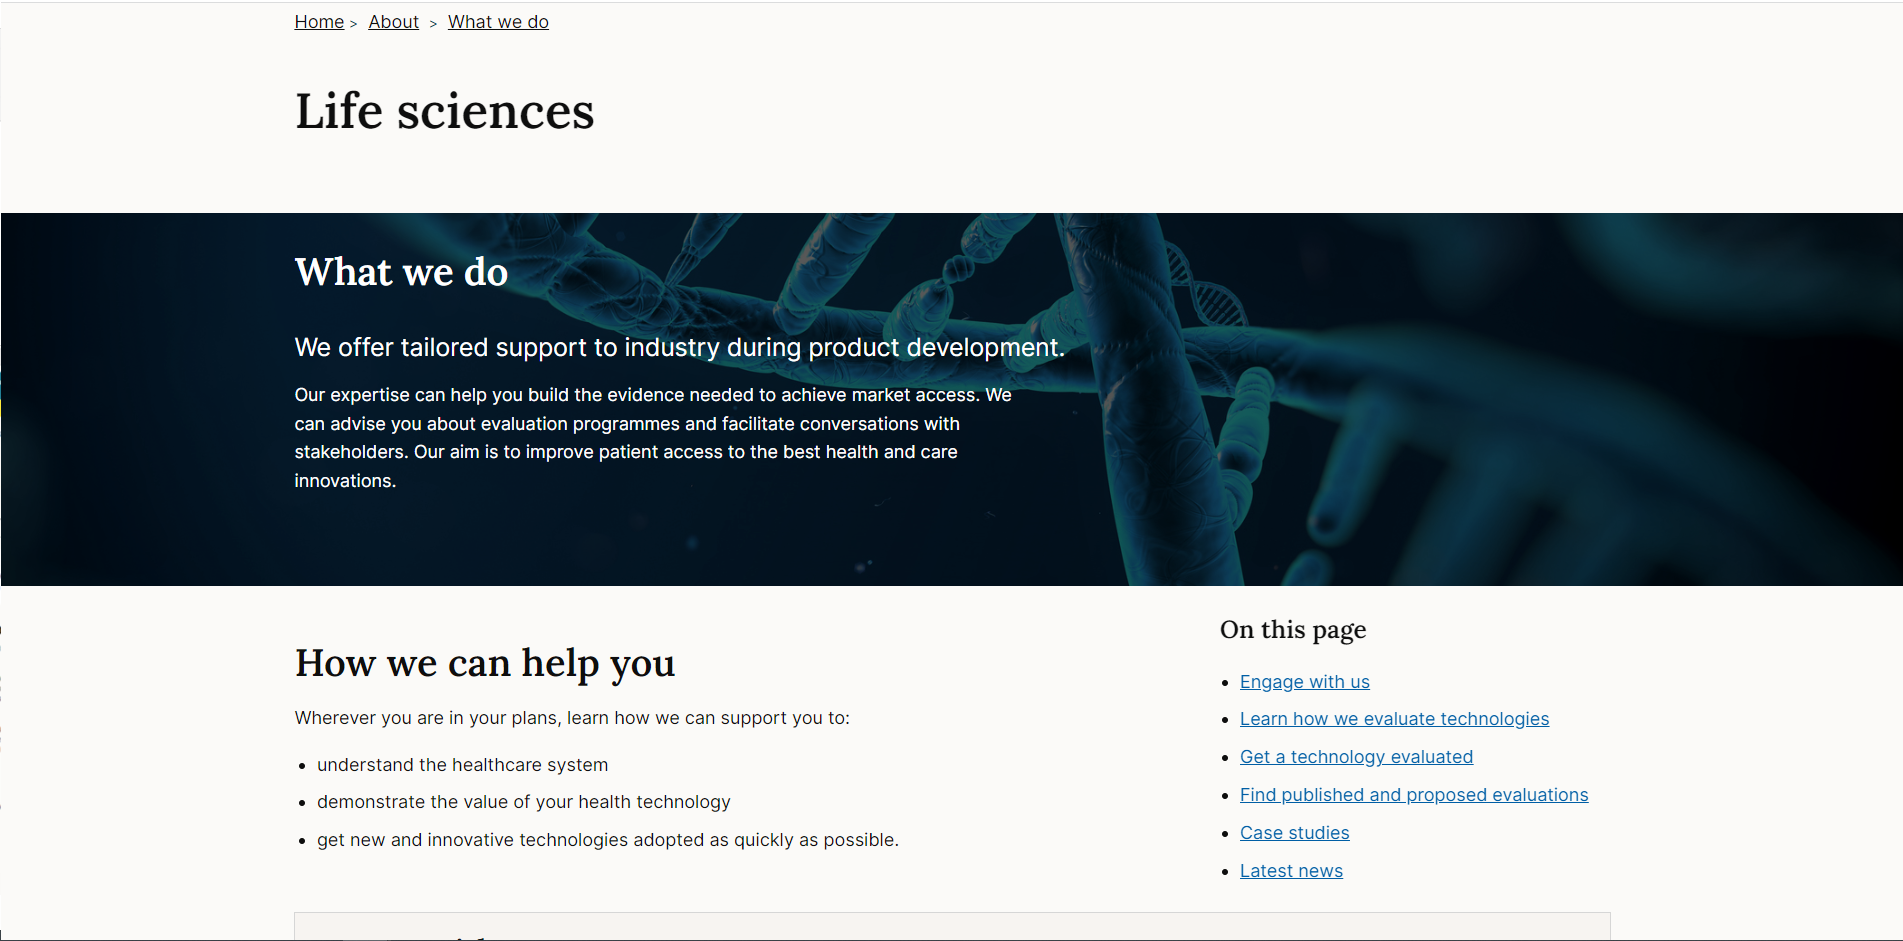 Home > About > What we do
Life sciences
What we do
We offer tailored support to industry during product development.
Our expertise can help you build the evidence needed to achieve market access. We
can advise you about evaluation programmes and facilitate conversations with
stakeholders. Our aim is to improve patient access to the best health and care
innovations.
How we can help you
Wherever you are in your plans, learn how we can support you to:
• understand the healthcare system
• demonstrate the value of your health technology
• get new and innovative technologies adopted as quickly as possible.
On this page
• Engage with us
• Learn how we evaluate technologies
• Get a technology evaluated
• Find published and proposed evaluations
• Case studies
• Latest news